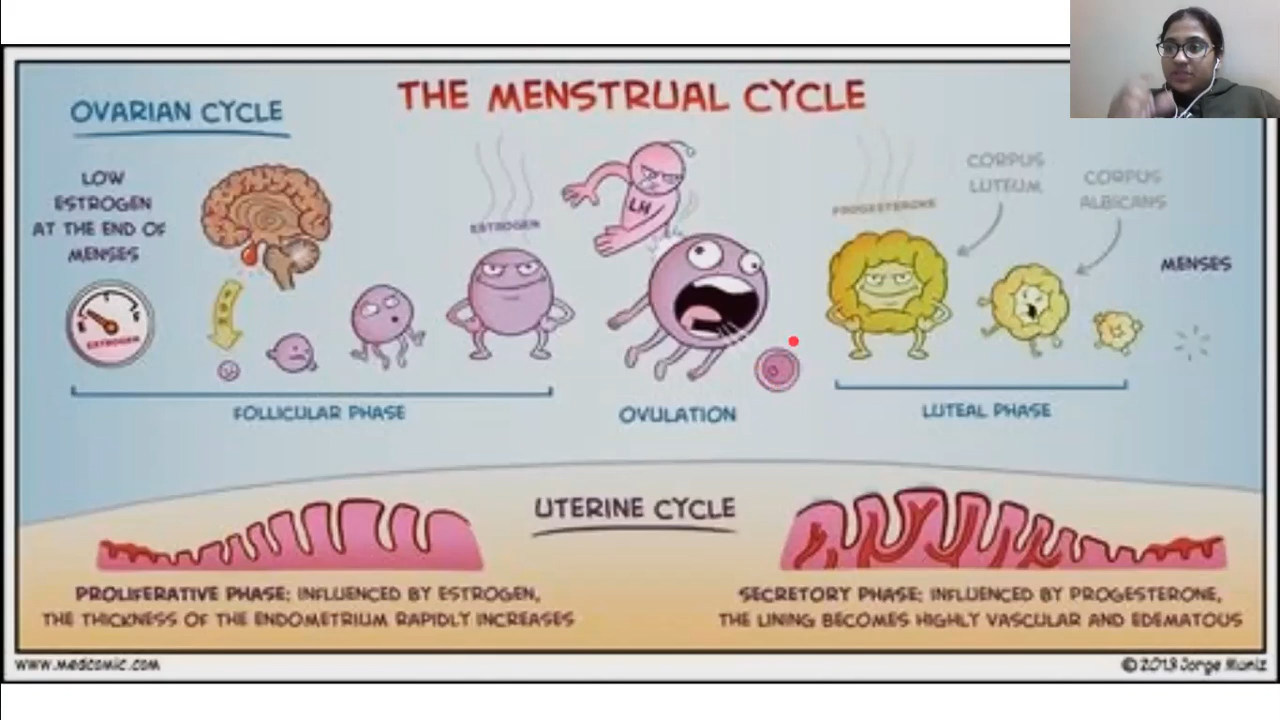 THE MENSTRUAL CYCLE
OVARIAN CYCLE
LOW
ESTROGEN
AT THE END OF
MENSES
ESTROGEN
FSH
ESTROGEN
LH
PROGESTERONE
CORPUS
LUTEUM
CORPUS
ALBICANS
MENSES
FOLLICULAR PHASE
OVULATION
LUTEAL PHASE
UTERINE CYCLE
PROLIFERATIVE PHASE: INFLUENCED BY ESTROGEN,
THE THICKNESS OF THE ENDOMETRIUM RAPIDLY INCREASES
SECRETORY PHASE: INFLUENCED BY PROGESTERONE,
THE LINING BECOMES HIGHLY VASCULAR AND EDEMATOUS
www.medcomic.com
© 2013 Jorge Muniz